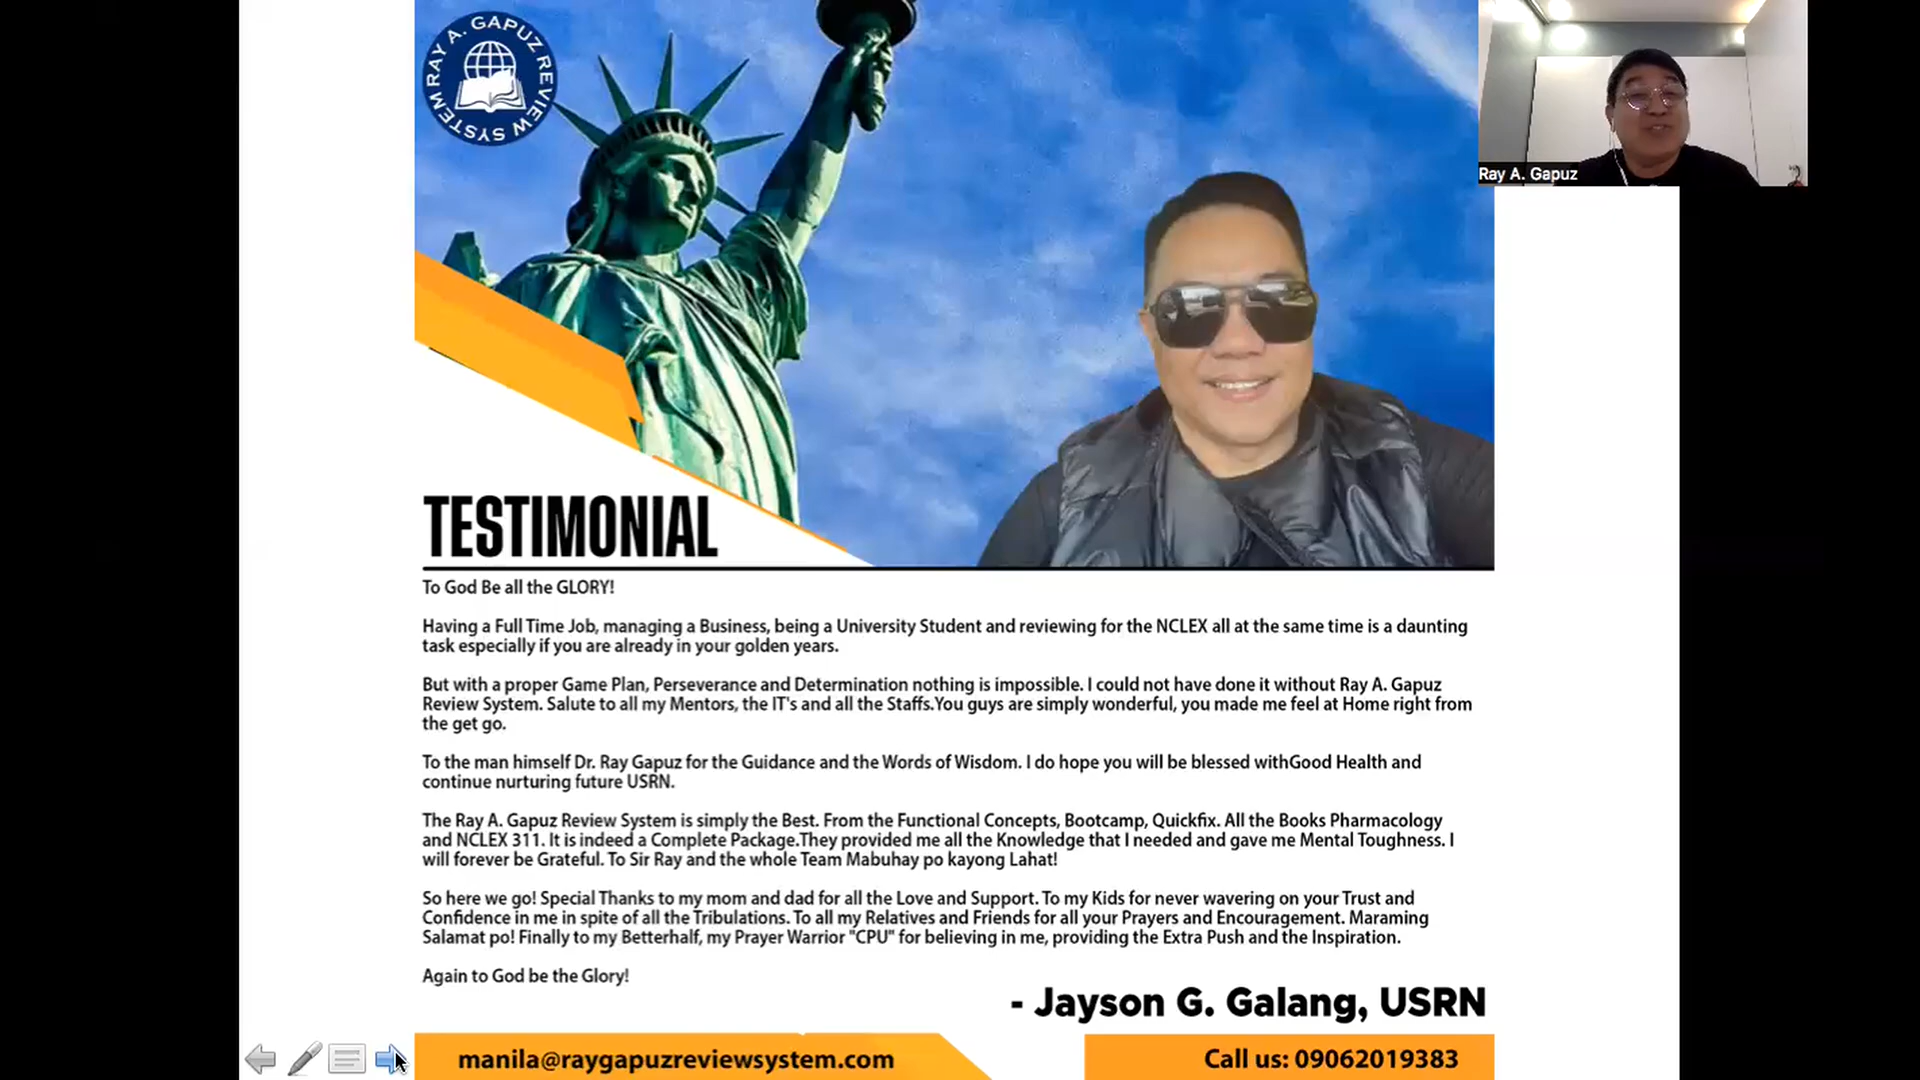 RAY A. GAPUZ REVIEW SYSTEM
Ray A. Gapuz
TESTIMONIAL
To God Be all the GLORY!
Having a Full Time Job, managing a Business, being a University Student and reviewing for the NCLEX all at the same time is a daunting
task especially if you are already in your golden years.
But with a proper Game Plan, Perseverance and Determination nothing is impossible. I could not have done it without Ray A. Gapuz
Review System. Salute to all my Mentors, the IT's and all the Staffs.You guys are simply wonderful, you made me feel at Home right from
the get go.
To the man himself Dr. Ray Gapuz for the Guidance and the Words of Wisdom. I do hope you will be blessed withGood Health and
continue nurturing future USRN.
The Ray A. Gapuz Review System is simply the Best. From the Functional Concepts, Bootcamp, Quickfix. All the Books Pharmacology
and NCLEX 311. It is indeed a Complete Package.They provided me all the Knowledge that I needed and gave me Mental Toughness. I
will forever be Grateful. To Sir Ray and the whole Team Mabuhay po kayong Lahat!
So here we go! Special Thanks to my mom and dad for all the Love and Support. To my Kids for never wavering on your Trust and
Confidence in me in spite of all the Tribulations. To all my Relatives and Friends for all your Prayers and Encouragement. Maraming
Salamat po! Finally to my Betterhalf, my Prayer Warrior "CPU" for believing in me, providing the Extra Push and the Inspiration.
Again to God be the Glory!
- Jayson G. Galang, USRN
manila@raygapuzreviewsystem.com
Call us: 09062019383